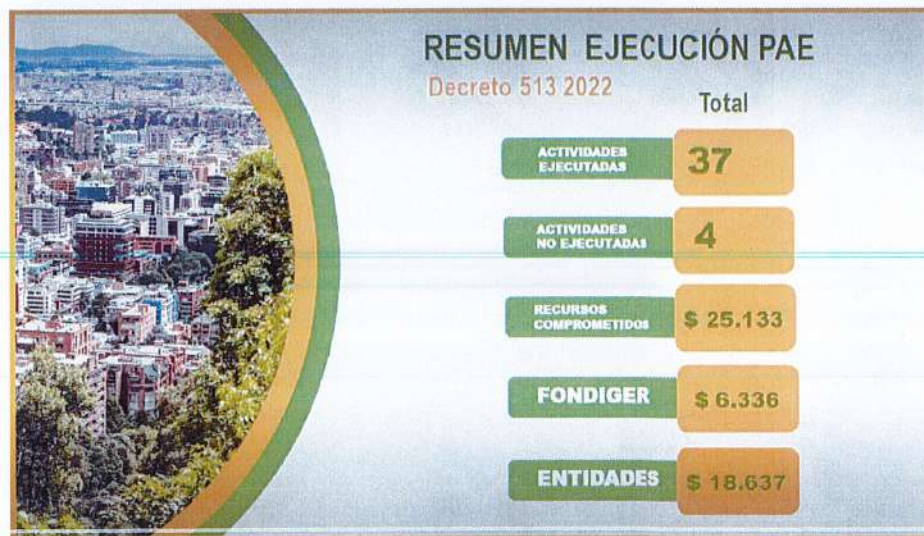 RESUMEN EJECUCIÓN PAE
Decreto 513 2022
Total
ACTIVIDADES
EJECUTADAS
37
ACTIVIDADES
NO EJECUTADAS
4
RECURSOS
COMPROMETIDOS
$ 25.133
FONDIGER
$ 6.336
ENTIDADES
$ 18.637